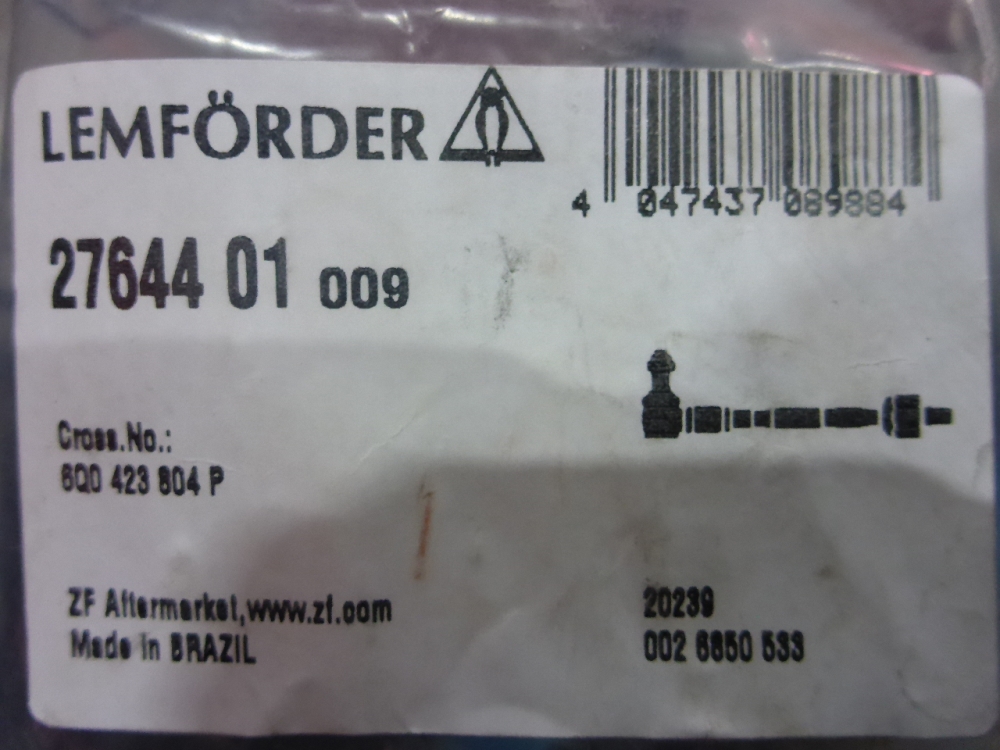 LEMFÖRDER
4 047437 089884
27644 01 009
Cross.No.:
6Q0 423 804 P
ZF Aftermarket,www.zf.com
Made in BRAZIL
20239
002 6850 533